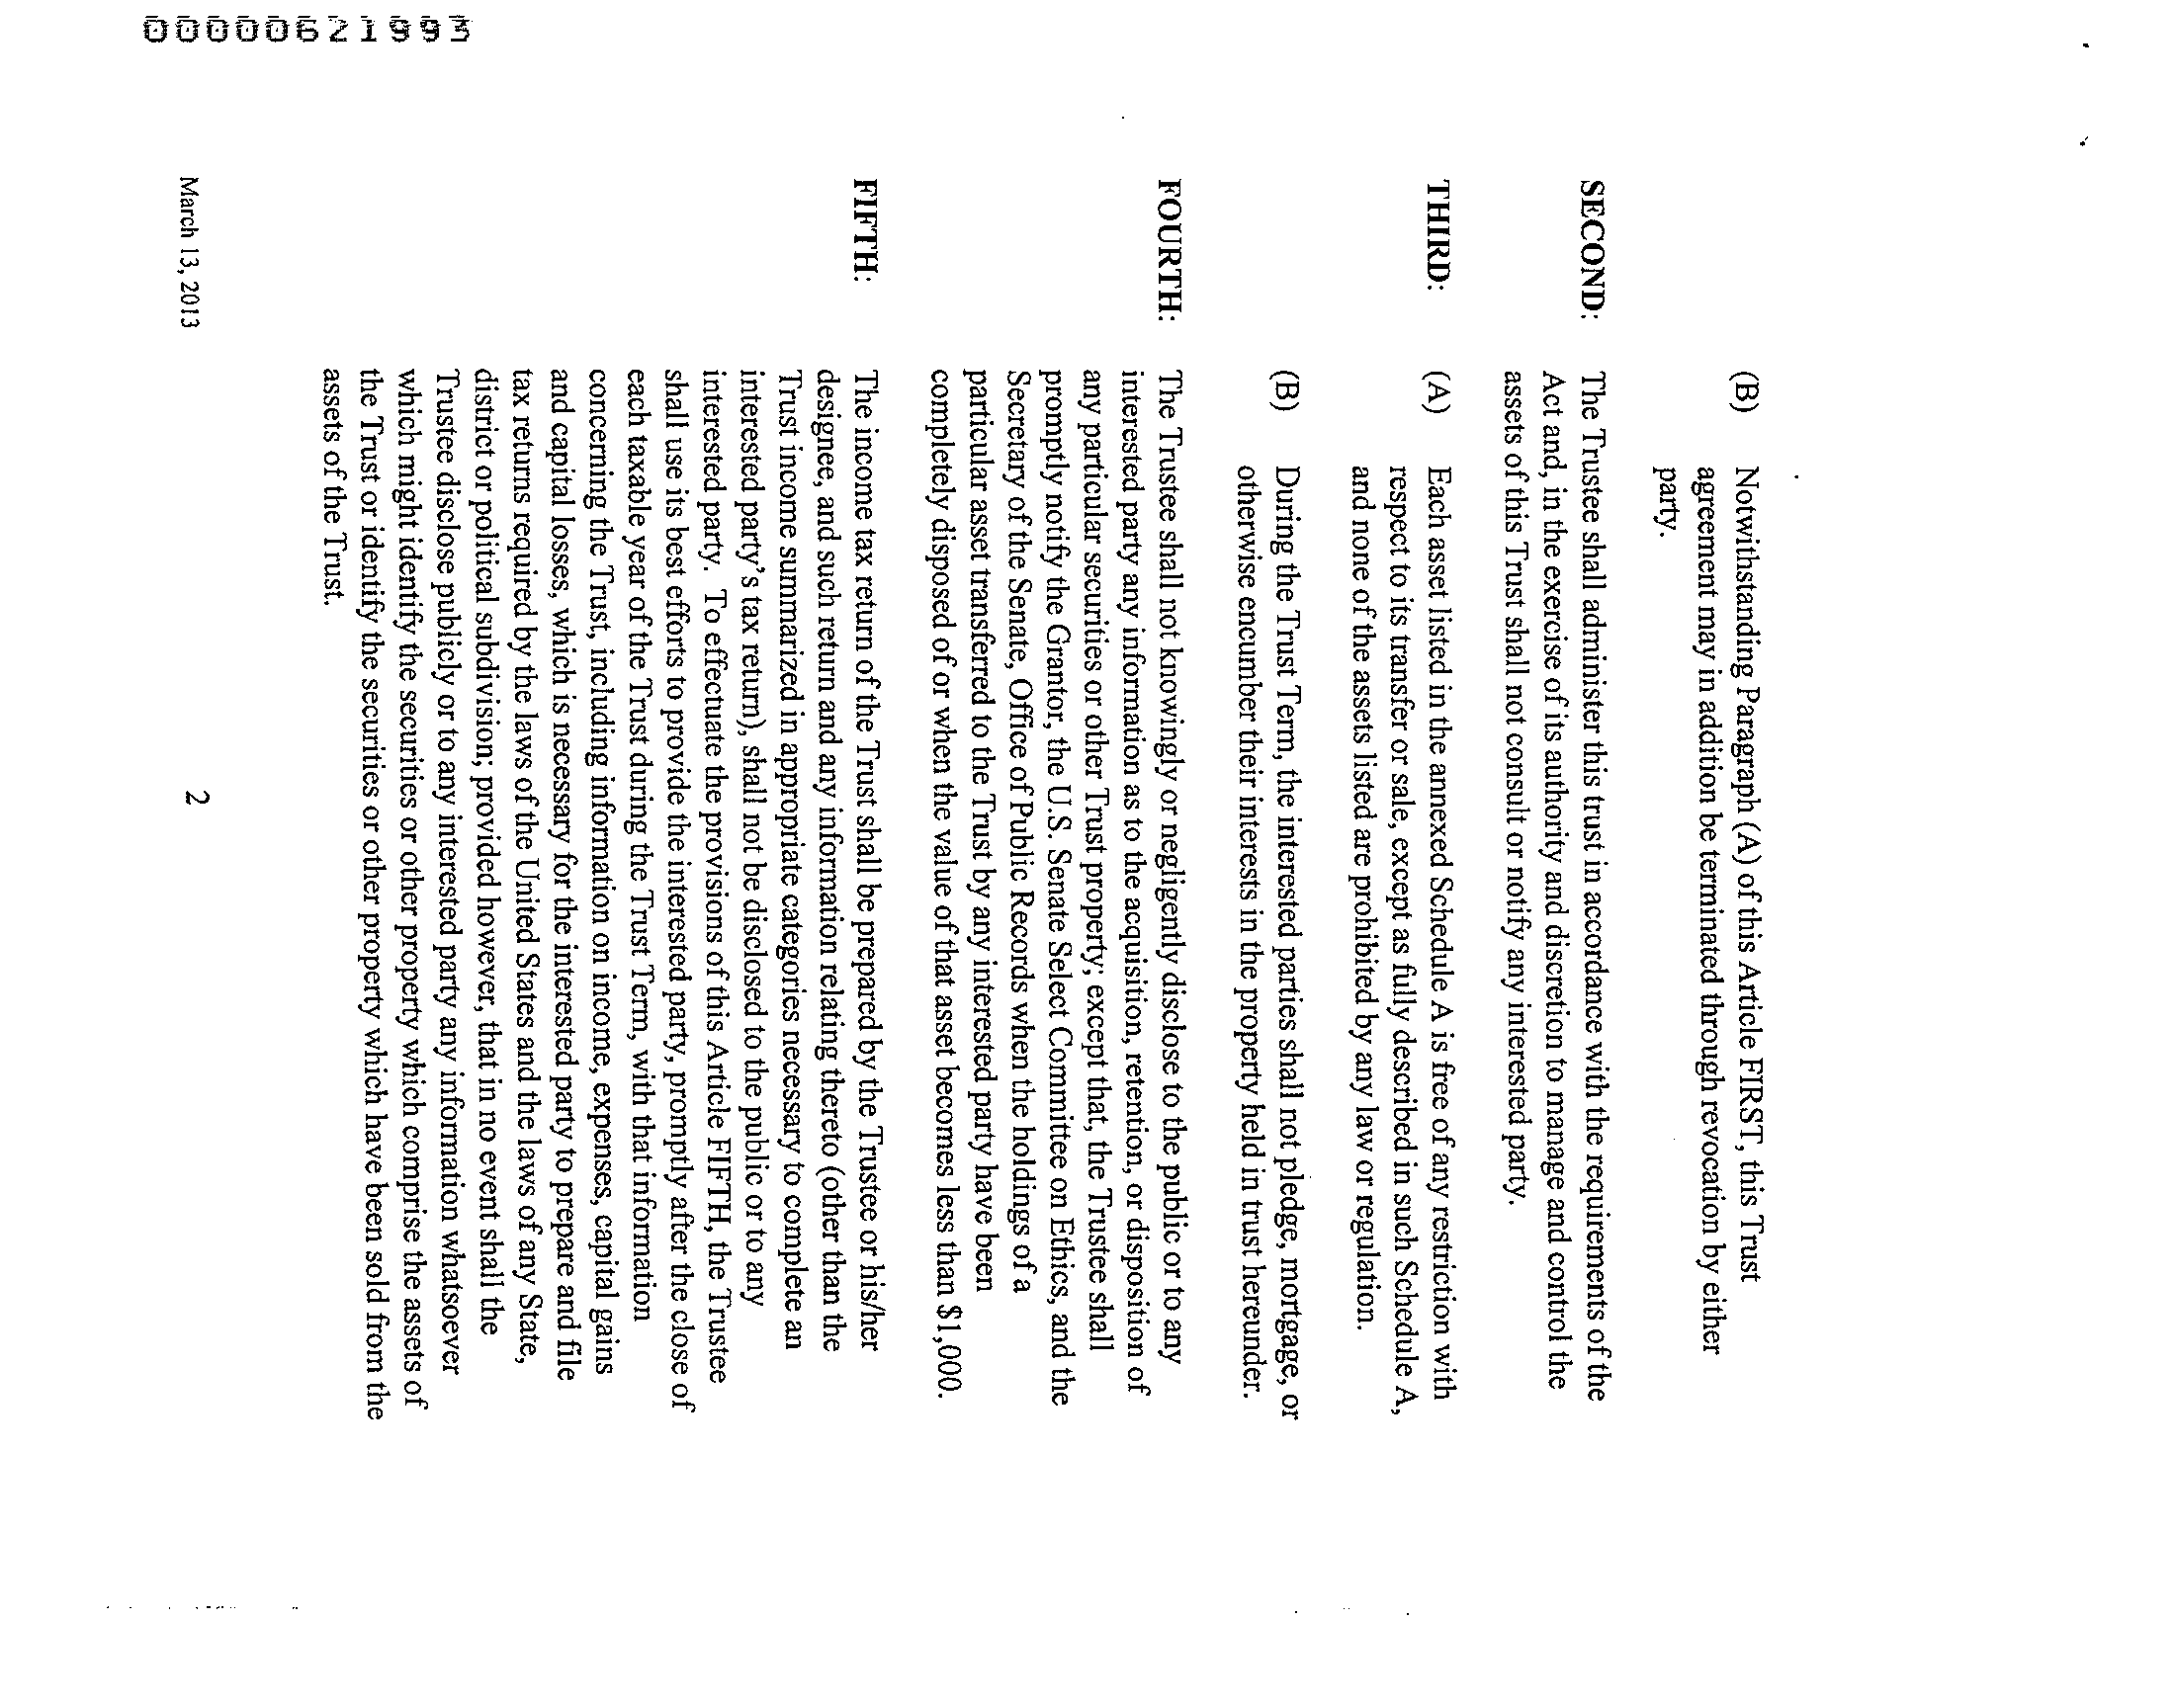 00000621993
(B) Notwithstanding Paragraph (A) of this Article FIRST, this Trust
agreement may in addition be terminated through revocation by either
party.
SECOND: The Trustee shall administer this trust in accordance with the requirements of the
Act and, in the exercise of its authority and discretion to manage and control the
assets of this Trust shall not consult or notify any interested party.
THIRD: (A) Each asset listed in the annexed Schedule A is free of any restriction with
respect to its transfer or sale, except as fully described in such Schedule A,
and none of the assets listed are prohibited by any law or regulation.
(B) During the Trust Term, the interested parties shall not pledge, mortgage, or
otherwise encumber their interests in the property held in trust hereunder.
FOURTH: The Trustee shall not knowingly or negligently disclose to the public or to any
interested party any information as to the acquisition, retention, or disposition of
any particular securities or other Trust property; except that, the Trustee shall
promptly notify the Grantor, the U.S. Senate Select Committee on Ethics, and the
Secretary of the Senate, Office of Public Records when the holdings of a
particular asset transferred to the Trust by any interested party have been
completely disposed of or when the value of that asset becomes less than $1,000.
FIFTH: The income tax return of the Trust shall be prepared by the Trustee or his/her
designee, and such return and any information relating thereto (other than the
Trust income summarized in appropriate categories necessary to complete an
interested party's tax return), shall not be disclosed to the public or to any
interested party. To effectuate the provisions of this Article FIFTH, the Trustee
shall use its best efforts to provide the interested party, promptly after the close of
each taxable year of the Trust during the Trust Term, with that information
concerning the Trust, including information on income, expenses, capital gains
and capital losses, which is necessary for the interested party to prepare and file
tax returns required by the laws of the United States and the laws of any State,
district or political subdivision; provided however, that in no event shall the
Trustee disclose publicly or to any interested party any information whatsoever
which might identify the securities or other property which comprise the assets of
the Trust or identify the securities or other property which have been sold from the
assets of the Trust.
March 13, 2013 2